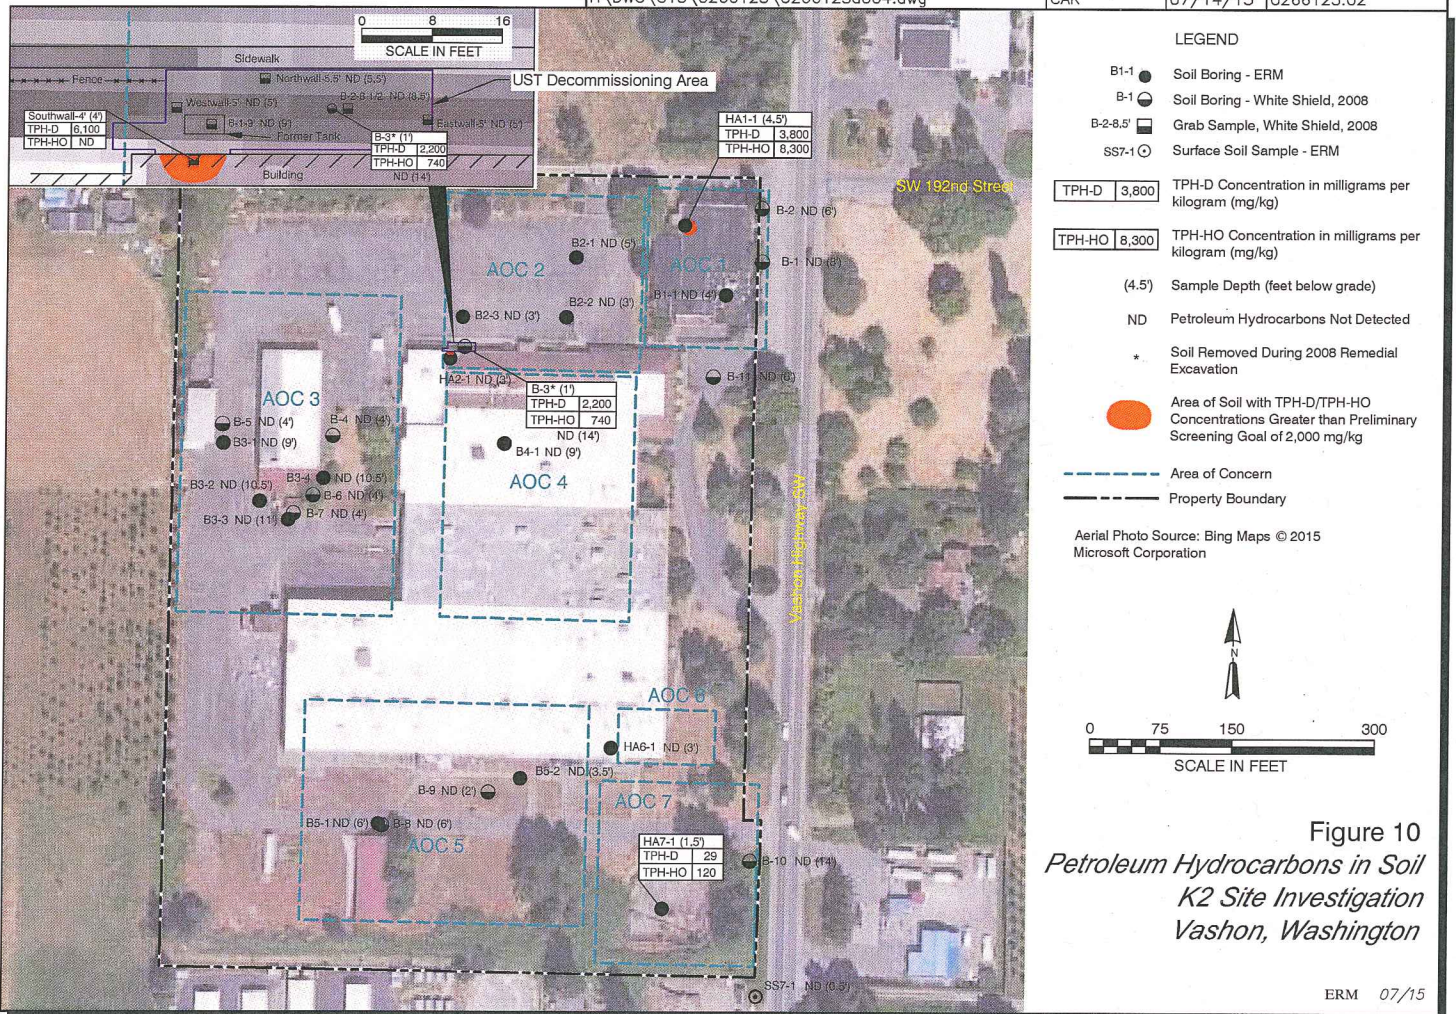 CAR
07/14/15
0266125.02
0 8 16
SCALE IN FEET
Sidewalk
Fence
Northwall-5.5' ND (5.5')
UST Decommissioning Area
Westwall-5' ND (5')
Southwall-4' (4')
TPH-D 6,100
TPH-HO ND
B-1-9' ND (9')
Eastwall-5' ND (5')
Former Tank
B-3* (1')
TPH-D 2,200
TPH-HO 740
ND (14')
Building
HA1-1 (4.5')
TPH-D 3,800
TPH-HO 8,300
SW 192nd Street
B-2 ND (6')
B2-1 ND (5')
AOC 2
AOC 1
B-1 ND
B1-1 ND (4')
B2-3 ND (3')
B2-2 ND (3')
HA2-1 ND (3')
B-11 ND (6')
B-3* (1')
TPH-D 2,200
TPH-HO 740
ND (14')
AOC 3
B-5 ND (4')
B-4 ND (4')
B3-1 ND (9')
B4-1 ND (9')
AOC 4
B3-4 ND (10.5')
B3-2 ND (10.5')
B-6 ND (4')
B-7 ND (4')
B3-3 ND (11')
Vashon Highway SW
AOC 6
HA6-1 ND (3')
B5-2 ND (3.5')
B-9 ND (2')
AOC 7
B5-1 ND (6')
B-8 ND (6')
AOC 5
HA7-1 (1.5')
TPH-D 29
TPH-HO 120
B-10 ND (14')
SS7-1 ND (0.5')
LEGEND
B1-1 Soil Boring - ERM
B-1 Soil Boring - White Shield, 2008
B-2-8.5' Grab Sample, White Shield, 2008
SS7-1 Surface Soil Sample - ERM
TPH-D 3,800 TPH-D Concentration in milligrams per
kilogram (mg/kg)
TPH-HO 8,300 TPH-HO Concentration in milligrams per
kilogram (mg/kg)
(4.5') Sample Depth (feet below grade)
ND Petroleum Hydrocarbons Not Detected
* Soil Removed During 2008 Remedial
Excavation
Area of Soil with TPH-D/TPH-HO
Concentrations Greater than Preliminary
Screening Goal of 2,000 mg/kg
Area of Concern
Property Boundary
Aerial Photo Source: Bing Maps © 2015
Microsoft Corporation
N
0 75 150 300
SCALE IN FEET
Figure 10
Petroleum Hydrocarbons in Soil
K2 Site Investigation
Vashon, Washington
ERM 07/15